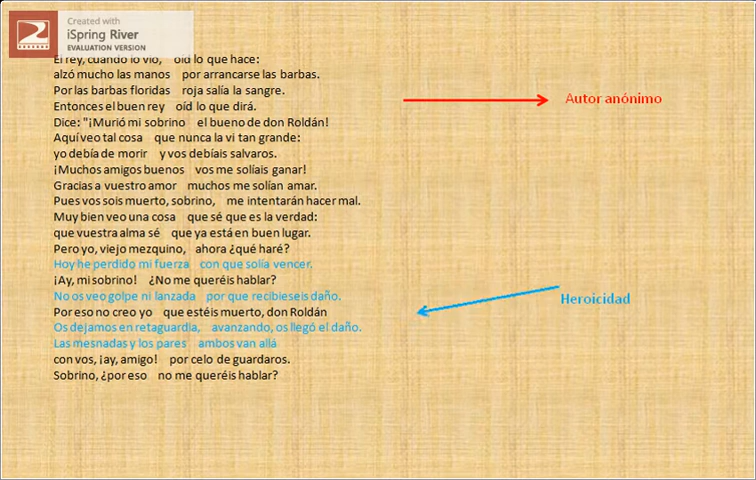 Created with
iSpring River
EVALUATION VERSION
El rey, cuando lo vio, oíd lo que hace:
alzó mucho las manos por arrancarse las barbas.
Por las barbas floridas roja salía la sangre.
Entonces el buen rey oíd lo que dirá.
Autor anónimo
Dice: "¡Murió mi sobrino el bueno de don Roldán!
Aquí veo tal cosa que nunca la vi tan grande:
yo debía de morir y vos debíais salvaros.
¡Muchos amigos buenos vos me solíais ganar!
Gracias a vuestro amor muchos me solían amar.
Pues vos sois muerto, sobrino, me intentarán hacer mal.
Muy bien veo una cosa que sé que es la verdad:
que vuestra alma sé que ya está en buen lugar.
Pero yo, viejo mezquino, ahora ¿qué haré?
Hoy he perdido mi fuerza con que solía vencer.
¡Ay, mi sobrino! ¿No me queréis hablar?
No os veo golpe ni lanzada por que recibieseis daño.
Heroicidad
Por eso no creo yo que estéis muerto, don Roldán
Os dejamos en retaguardia, avanzando, os llegó el daño.
Las mesnadas y los pares ambos van allá
con vos, ¡ay, amigo! por celo de guardaros.
Sobrino, ¿por eso no me queréis hablar?